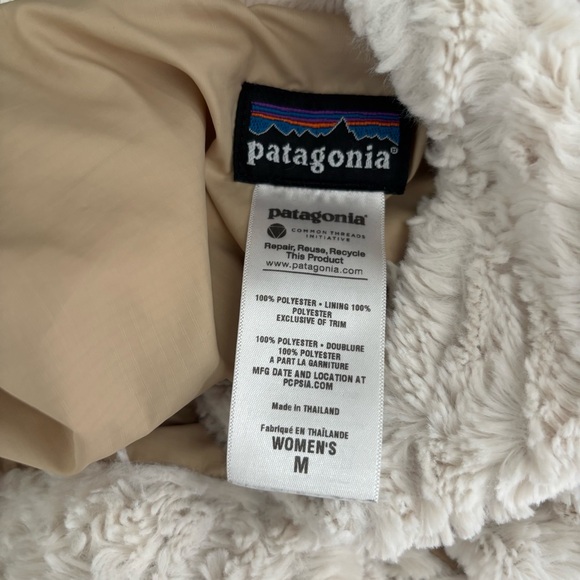 patagonia®
patagonia®
COMMON THREADS
INITIATIVE
Repair, Reuse, Recycle
This Product
www.patagonia.com
100% POLYESTER • LINING 100%
POLYESTER
EXCLUSIVE OF TRIM
100% POLYESTER • DOUBLURE
100% POLYESTER
A PART LA GARNITURE
MFG DATE AND LOCATION AT
PCPSIA.COM
Made in THAILAND
Fabriqué EN THAÏLANDE
WOMEN'S
M